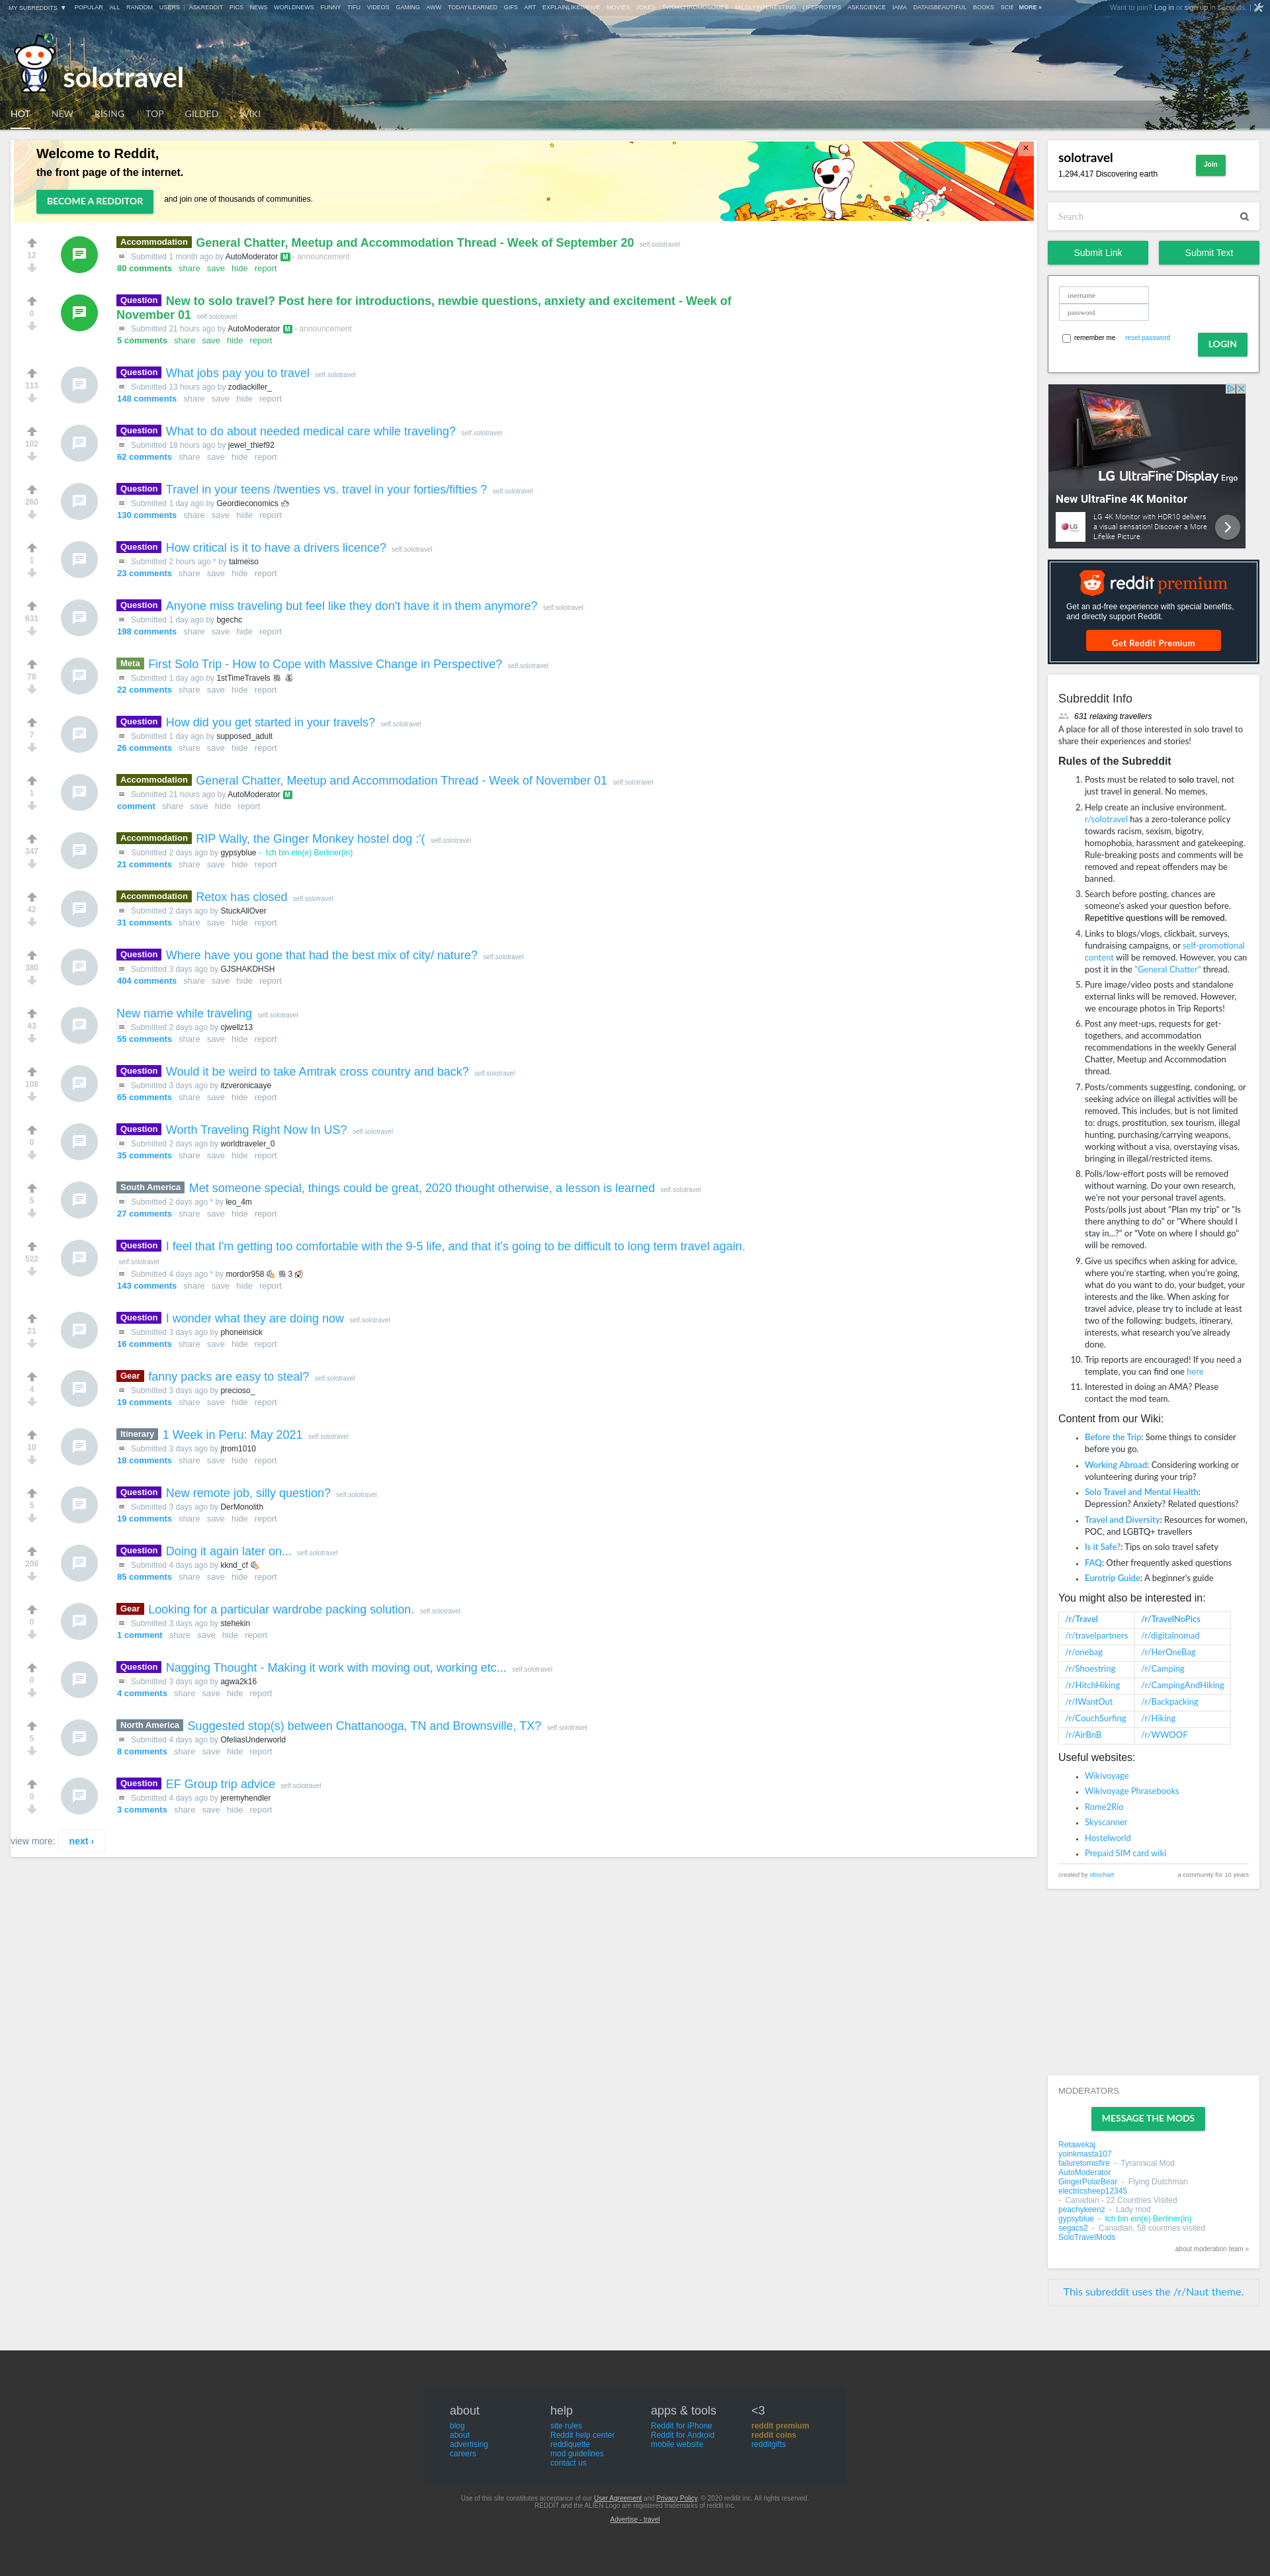 MY SUBREDDITS ▼ POPULAR ALL RANDOM USERS | ASKREDDIT PICS NEWS WORLDNEWS FUNNY TIFU VIDEOS GAMING AWW TODAYILEARNED GIFS ART EXPLAINLIKEIMFIVE MOVIES JOKES TWOXCHROMOSOMES MILDLYINTERESTING LIFEPROTIPS ASKSCIENCE IAMA DATAISBEAUTIFUL BOOKS SCIE MORE »
Want to join? Log in or sign up in seconds. |
solotravel
HOT NEW RISING TOP GILDED WIKI
Welcome to Reddit,
the front page of the internet.
BECOME A REDDITOR and join one of thousands of communities.
×
12
Accommodation General Chatter, Meetup and Accommodation Thread - Week of September 20 self.solotravel
Submitted 1 month ago by AutoModerator M - announcement
80 comments share save hide report
0
Question New to solo travel? Post here for introductions, newbie questions, anxiety and excitement - Week of
November 01 self.solotravel
Submitted 21 hours ago by AutoModerator M - announcement
5 comments share save hide report
113
Question What jobs pay you to travel self.solotravel
Submitted 13 hours ago by zodiackiller_
148 comments share save hide report
102
Question What to do about needed medical care while traveling? self.solotravel
Submitted 18 hours ago by jewel_thief92
62 comments share save hide report
260
Question Travel in your teens /twenties vs. travel in your forties/fifties ? self.solotravel
Submitted 1 day ago by Geordieconomics
130 comments share save hide report
1
Question How critical is it to have a drivers licence? self.solotravel
Submitted 2 hours ago * by talmeiso
23 comments share save hide report
631
Question Anyone miss traveling but feel like they don't have it in them anymore? self.solotravel
Submitted 1 day ago by bgechc
198 comments share save hide report
78
Meta First Solo Trip - How to Cope with Massive Change in Perspective? self.solotravel
Submitted 1 day ago by 1stTimeTravels
22 comments share save hide report
7
Question How did you get started in your travels? self.solotravel
Submitted 1 day ago by supposed_adult
26 comments share save hide report
1
Accommodation General Chatter, Meetup and Accommodation Thread - Week of November 01 self.solotravel
Submitted 21 hours ago by AutoModerator M
comment share save hide report
347
Accommodation RIP Wally, the Ginger Monkey hostel dog :'( self.solotravel
Submitted 2 days ago by gypsyblue - Ich bin ein(e) Berliner(in)
21 comments share save hide report
42
Accommodation Retox has closed self.solotravel
Submitted 2 days ago by StuckAllOver
31 comments share save hide report
380
Question Where have you gone that had the best mix of city/ nature? self.solotravel
Submitted 3 days ago by GJSHAKDHSH
404 comments share save hide report
43
New name while traveling self.solotravel
Submitted 2 days ago by cjwellz13
55 comments share save hide report
108
Question Would it be weird to take Amtrak cross country and back? self.solotravel
Submitted 3 days ago by itzveronicaaye
65 comments share save hide report
0
Question Worth Traveling Right Now In US? self.solotravel
Submitted 2 days ago by worldtraveler_0
35 comments share save hide report
5
South America Met someone special, things could be great, 2020 thought otherwise, a lesson is learned self.solotravel
Submitted 2 days ago * by leo_4m
27 comments share save hide report
522
Question I feel that I'm getting too comfortable with the 9-5 life, and that it's going to be difficult to long term travel again.
self.solotravel
Submitted 4 days ago * by mordor958 3
143 comments share save hide report
21
Question I wonder what they are doing now self.solotravel
Submitted 3 days ago by phoneinsick
16 comments share save hide report
4
Gear fanny packs are easy to steal? self.solotravel
Submitted 3 days ago by precioso_
19 comments share save hide report
10
Itinerary 1 Week in Peru: May 2021 self.solotravel
Submitted 3 days ago by jtrom1010
18 comments share save hide report
5
Question New remote job, silly question? self.solotravel
Submitted 3 days ago by DerMonolith
19 comments share save hide report
209
Question Doing it again later on... self.solotravel
Submitted 4 days ago by kknd_cf
85 comments share save hide report
0
Gear Looking for a particular wardrobe packing solution. self.solotravel
Submitted 3 days ago by stehekin
1 comment share save hide report
0
Question Nagging Thought - Making it work with moving out, working etc... self.solotravel
Submitted 3 days ago by agwa2k16
4 comments share save hide report
5
North America Suggested stop(s) between Chattanooga, TN and Brownsville, TX? self.solotravel
Submitted 4 days ago by OfeliasUnderworld
8 comments share save hide report
0
Question EF Group trip advice self.solotravel
Submitted 4 days ago by jeremyhendler
3 comments share save hide report
view more: next ›
solotravel
1,294,417 Discovering earth
Join
Search
Submit Link Submit Text
username
password
remember me reset password LOGIN
LG UltraFine Display Ergo
New UltraFine 4K Monitor
LG
LG 4K Monitor with HDR10 delivers
a visual sensation! Discover a More
Lifelike Picture.
reddit premium
Get an ad-free experience with special benefits,
and directly support Reddit.
Get Reddit Premium
Subreddit Info
631 relaxing travellers
A place for all of those interested in solo travel to
share their experiences and stories!
Rules of the Subreddit
1. Posts must be related to solo travel, not
just travel in general. No memes.
2. Help create an inclusive environment.
r/solotravel has a zero-tolerance policy
towards racism, sexism, bigotry,
homophobia, harassment and gatekeeping.
Rule-breaking posts and comments will be
removed and repeat offenders may be
banned.
3. Search before posting, chances are
someone's asked your question before.
Repetitive questions will be removed.
4. Links to blogs/vlogs, clickbait, surveys,
fundraising campaigns, or self-promotional
content will be removed. However, you can
post it in the "General Chatter" thread.
5. Pure image/video posts and standalone
external links will be removed. However,
we encourage photos in Trip Reports!
6. Post any meet-ups, requests for get-
togethers, and accommodation
recommendations in the weekly General
Chatter, Meetup and Accommodation
thread.
7. Posts/comments suggesting, condoning, or
seeking advice on illegal activities will be
removed. This includes, but is not limited
to: drugs, prostitution, sex tourism, illegal
hunting, purchasing/carrying weapons,
working without a visa, overstaying visas,
bringing in illegal/restricted items.
8. Polls/low-effort posts will be removed
without warning. Do your own research,
we're not your personal travel agents.
Posts/polls just about "Plan my trip" or "Is
there anything to do" or "Where should I
stay in...?" or "Vote on where I should go"
will be removed.
9. Give us specifics when asking for advice,
where you're starting, when you're going,
what do you want to do, your budget, your
interests and the like. When asking for
travel advice, please try to include at least
two of the following: budgets, itinerary,
interests, what research you've already
done.
10. Trip reports are encouraged! If you need a
template, you can find one here
11. Interested in doing an AMA? Please
contact the mod team.
Content from our Wiki:
• Before the Trip: Some things to consider
before you go.
• Working Abroad: Considering working or
volunteering during your trip?
• Solo Travel and Mental Health:
Depression? Anxiety? Related questions?
• Travel and Diversity: Resources for women,
POC, and LGBTQ+ travellers
• Is it Safe?: Tips on solo travel safety
• FAQ: Other frequently asked questions
• Eurotrip Guide: A beginner's guide
You might also be interested in:
/r/Travel /r/TravelNoPics
/r/travelpartners /r/digitalnomad
/r/onebag /r/HerOneBag
/r/Shoestring /r/Camping
/r/HitchHiking /r/CampingAndHiking
/r/IWantOut /r/Backpacking
/r/CouchSurfing /r/Hiking
/r/AirBnB /r/WWOOF
Useful websites:
• Wikivoyage
• Wikivoyage Phrasebooks
• Rome2Rio
• Skyscanner
• Hostelworld
• Prepaid SIM card wiki
created by obschart a community for 10 years
MODERATORS
MESSAGE THE MODS
Retawekaj
yoinkmasta107
failuretomisfire - Tyrannical Mod
AutoModerator
GingerPolarBear - Flying Dutchman
electricsheep12345
- Canadian - 22 Countries Visited
peachykeenz - Lady mod
gypsyblue - Ich bin ein(e) Berliner(in)
segacs2 - Canadian, 58 countries visited
SoloTravelMods
about moderation team »
This subreddit uses the /r/Naut theme.
about help apps & tools <3
blog site rules Reddit for iPhone reddit premium
about Reddit help center Reddit for Android reddit coins
advertising reddiquette mobile website redditgifts
careers mod guidelines
contact us
Use of this site constitutes acceptance of our User Agreement and Privacy Policy. © 2020 reddit inc. All rights reserved.
REDDIT and the ALIEN Logo are registered trademarks of reddit inc.
Advertise - travel